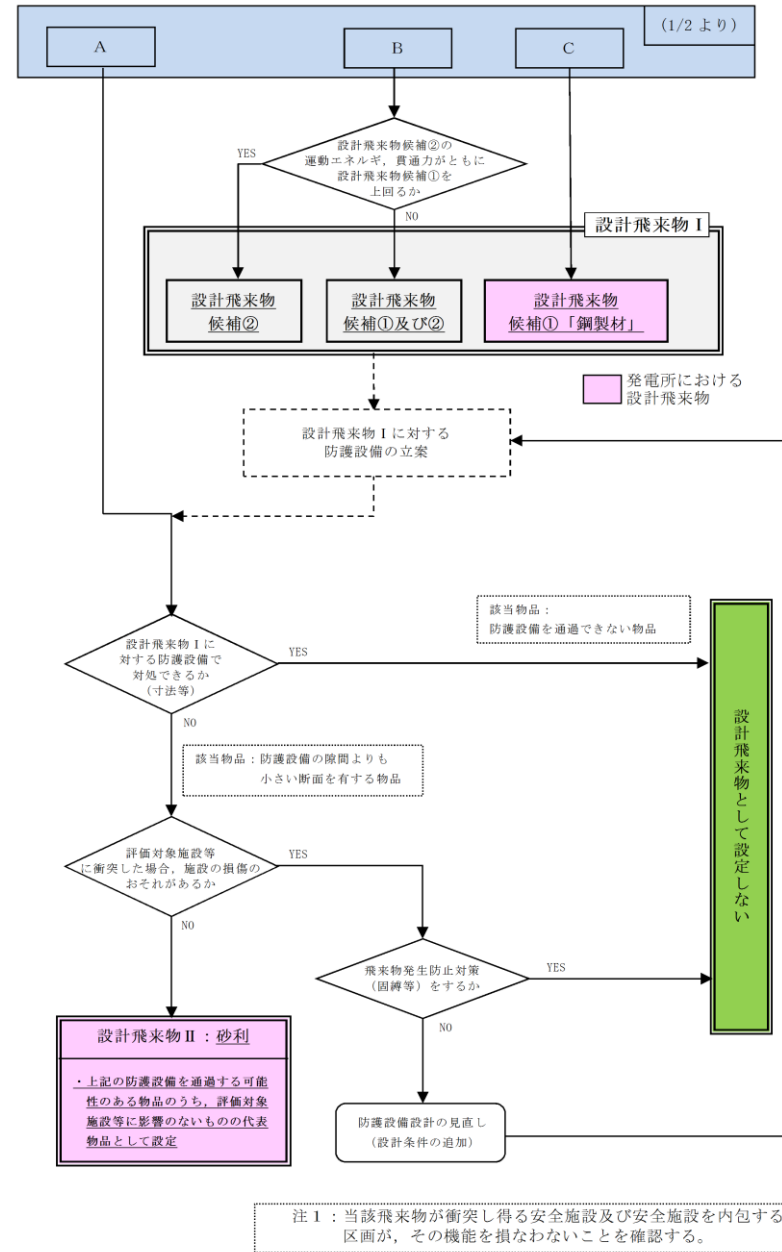 (1/2 より)
A
B
C
設計飛来物候補②の
運動エネルギ，貫通力がともに
設計飛来物候補①を
上回るか
YES
NO
設計飛来物Ⅰ
設計飛来物
候補②
設計飛来物
候補①及び②
設計飛来物
候補①「鋼製材」
発電所における
設計飛来物
設計飛来物Ⅰに対する
防護設備の立案
該当物品：
防護設備を通過できない物品
設計飛来物Ⅰに
対する防護設備で
対処できるか
（寸法等）
YES
NO
該当物品：防護設備の隙間よりも
小さい断面を有する物品
設計飛来物として設定しない
評価対象施設等
に衝突した場合，施設の損傷の
おそれがあるか
YES
NO
飛来物発生防止対策
（固縛等）をするか
YES
NO
設計飛来物Ⅱ：砂利
・上記の防護設備を通過する可能
性のある物品のうち，評価対象
施設等に影響のないものの代表
物品として設定
防護設備設計の見直し
（設計条件の追加）
注１：当該飛来物が衝突し得る安全施設及び安全施設を内包する
区画が，その機能を損なわないことを確認する。